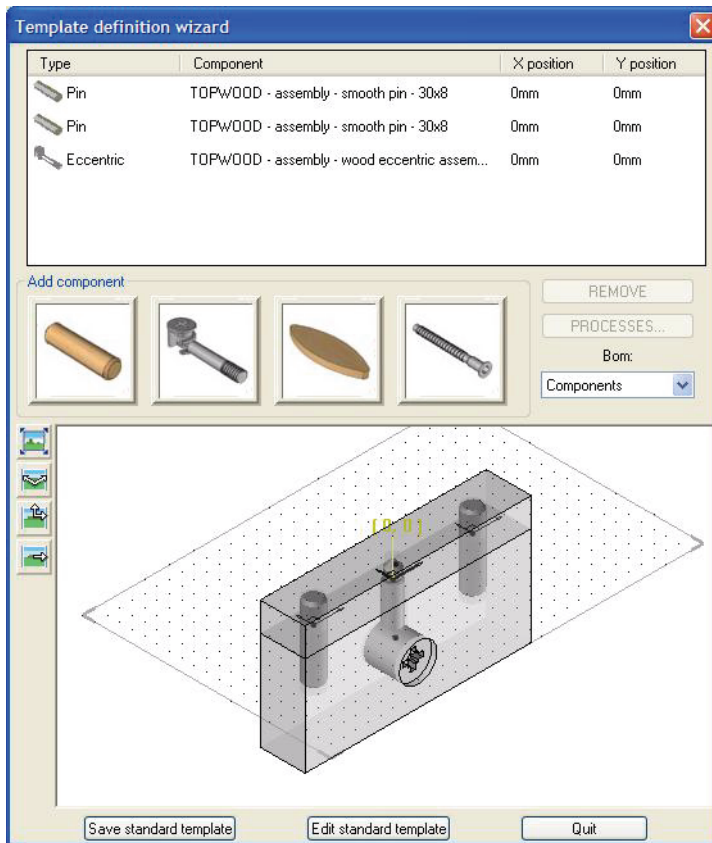 Template definition wizard
Type Component X position Y position
Pin TOPWOOD - assembly - smooth pin - 30x8 0mm 0mm
Pin TOPWOOD - assembly - smooth pin - 30x8 0mm 0mm
Eccentric TOPWOOD - assembly - wood eccentric assem... 0mm 0mm
Add component
REMOVE
PROCESSES...
Bom:
Components
( 0, 0 )
Save standard template Edit standard template Quit